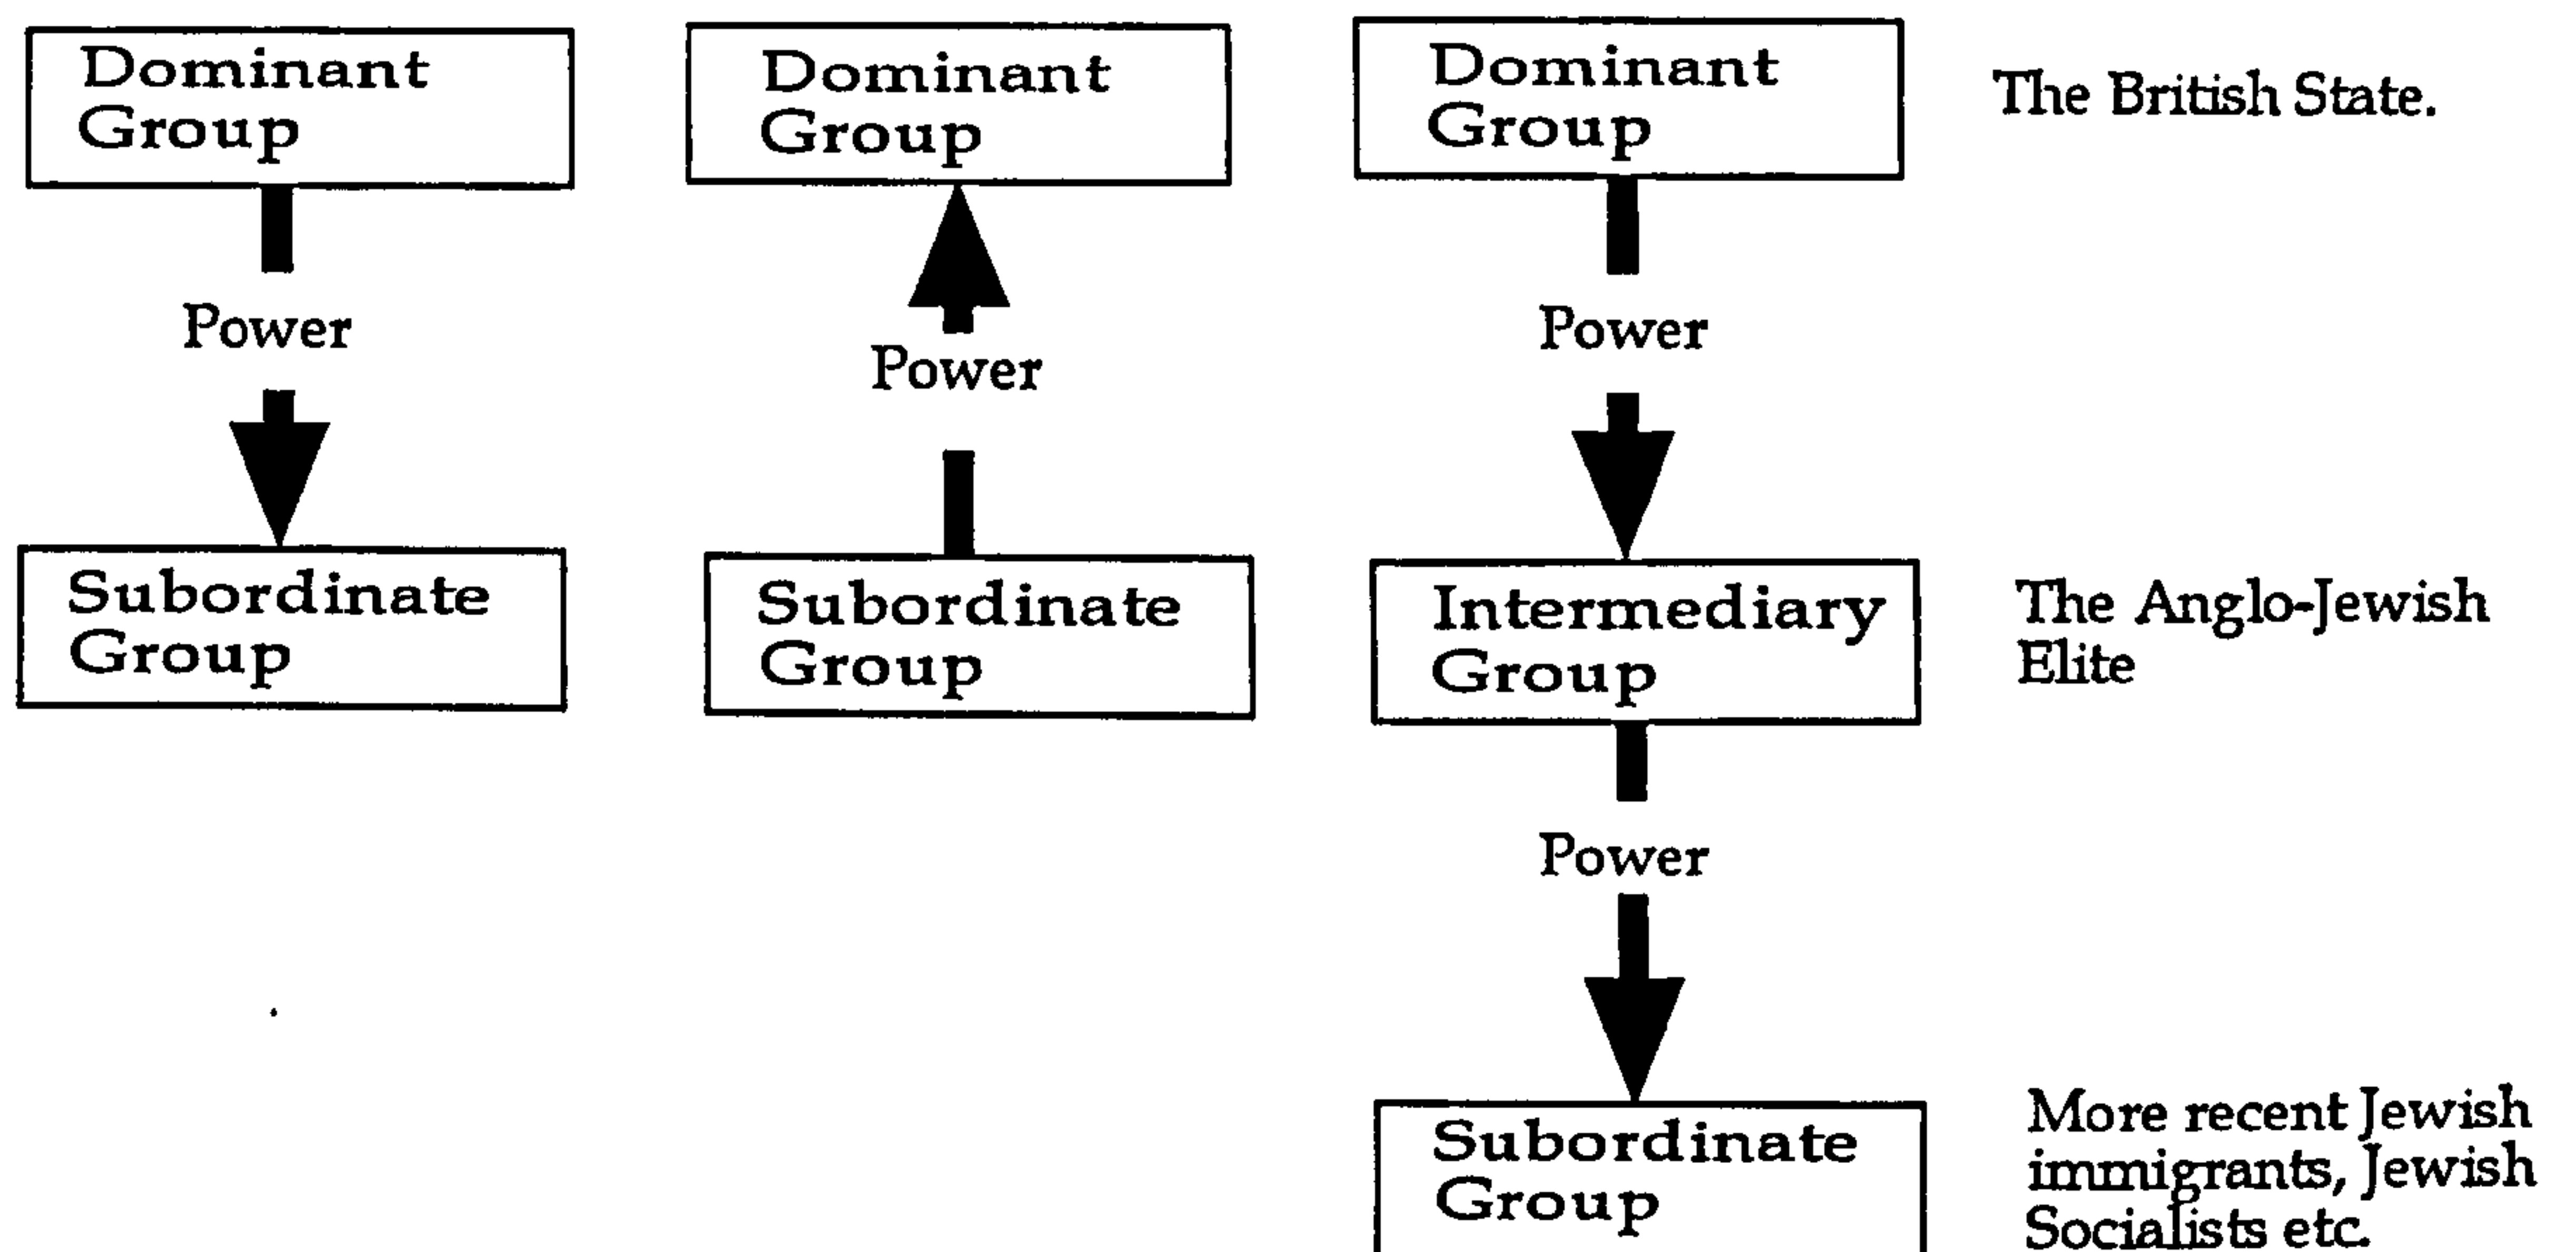 Dominant
Group
Power
Subordinate
Group
Dominant
Group
Power
Subordinate
Group
Dominant
Group
The British State.
Power
Intermediary
Group
The Anglo-Jewish
Elite
Power
Subordinate
Group
More recent Jewish
immigrants, Jewish
Socialists etc.